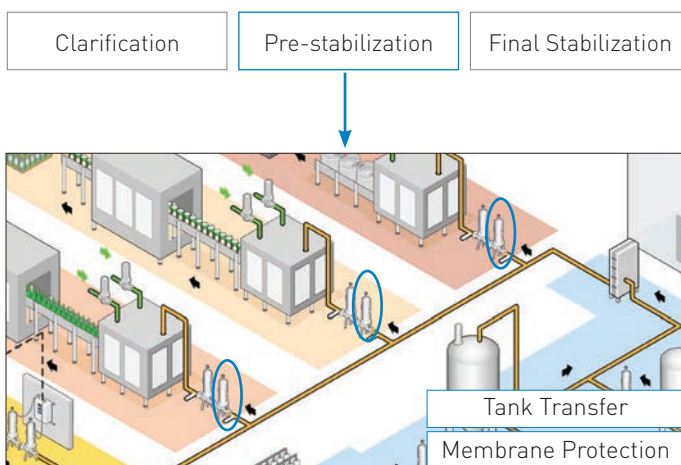 Clarification
Pre-stabilization
Final Stabilization
Tank Transfer
Membrane Protection